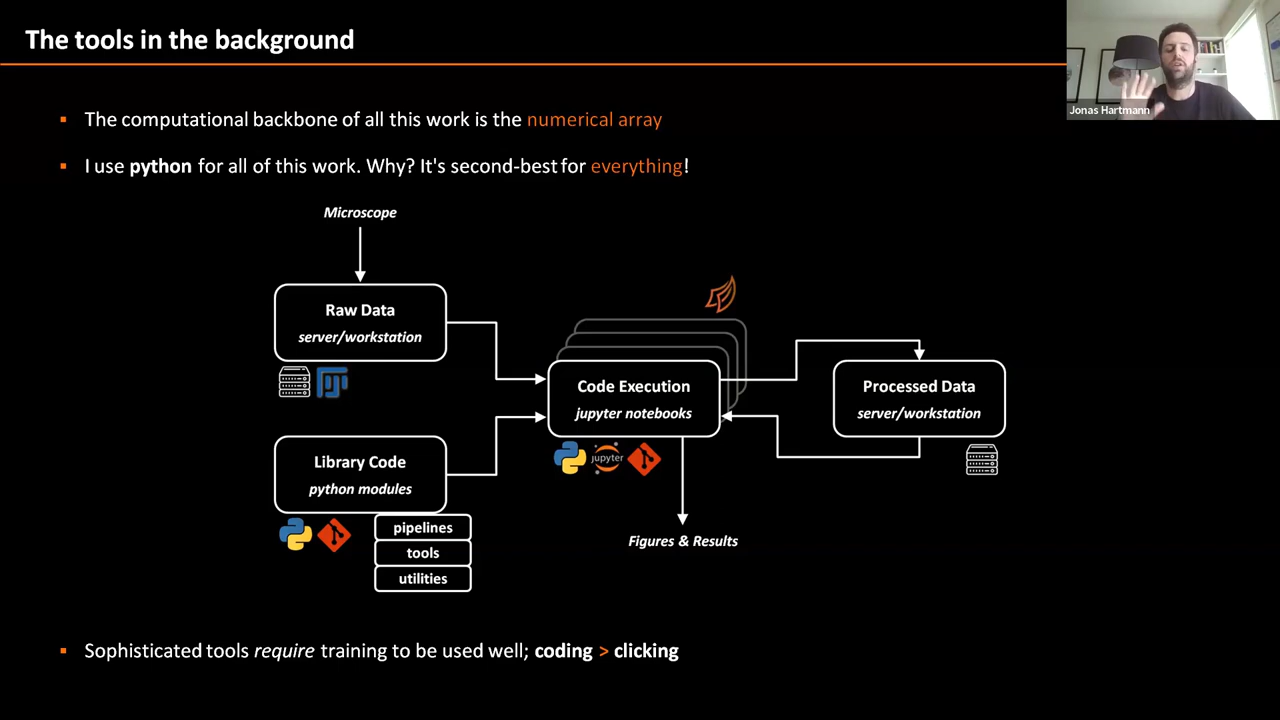 The tools in the background
Jonas Hartmann
▪ The computational backbone of all this work is the numerical array
▪ I use python for all of this work. Why? It's second-best for everything!
Microscope
Raw Data
server/workstation
Code Execution
jupyter notebooks
Processed Data
server/workstation
Library Code
python modules
jupyter
pipelines
tools
utilities
Figures & Results
▪ Sophisticated tools require training to be used well; coding > clicking